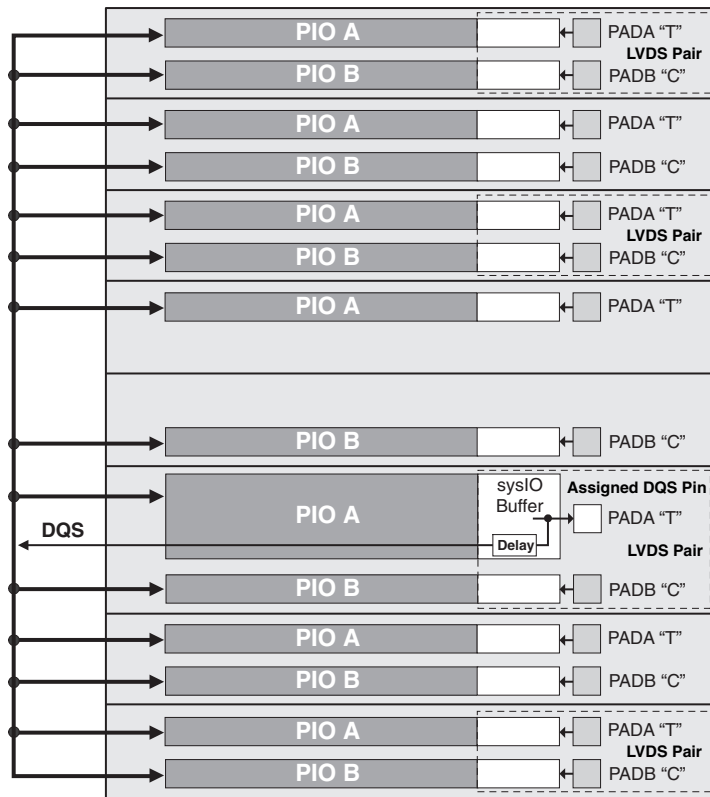 PIO A PADA “T”
LVDS Pair
PIO B PADB “C”
PIO A PADA “T”
PIO B PADB “C”
PIO A PADA “T”
LVDS Pair
PIO B PADB “C”
PIO A PADA “T”
PIO B PADB “C”
sysIO Assigned DQS Pin
Buffer
PIO A PADA “T”
DQS
Delay LVDS Pair
PIO B PADB “C”
PIO A PADA “T”
PIO B PADB “C”
PIO A PADA “T”
LVDS Pair
PIO B PADB “C”